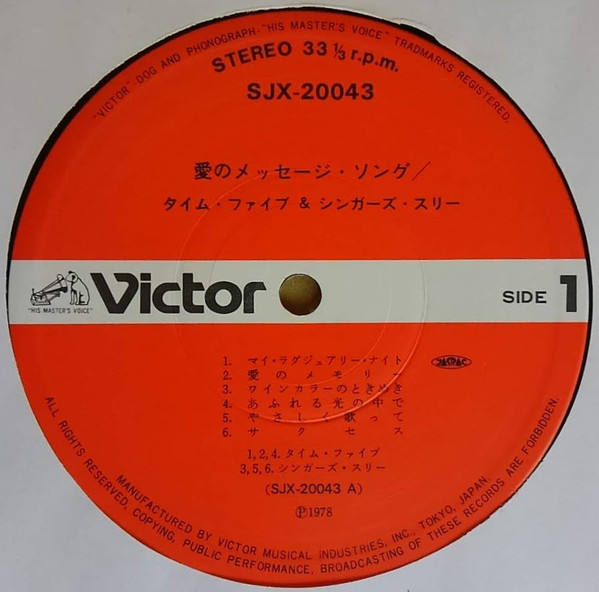 "VICTOR"-DOG AND PHONOGRAPH-"HIS MASTER'S VOICE" TRADMARKS REGISTERED.
STEREO 33 1/3 r.p.m.
SJX-20043
愛のメッセージ・ソング/
タイム・ファイブ & シンガーズ・スリー
"HIS MASTER'S VOICE"
Victor
SIDE 1
1. マイ・ラグジュアリー・ナイト
JASRAC
2. 愛のメモリー
3. ワインカラーのときめき
4. あふれる光の中で
5. やさしく歌って
6. サクセス
1,2,4. タイム・ファイブ
3,5,6. シンガーズ・スリー
(SJX-20043 A)
Ⓟ1978
MANUFACTURED BY VICTOR MUSICAL INDUSTRIES, INC., TOKYO, JAPAN
ALL RIGHTS RESERVED, COPYING, PUBLIC PERFORMANCE, BROADCASTING OF THESE RECORDS ARE FORBIDDEN.